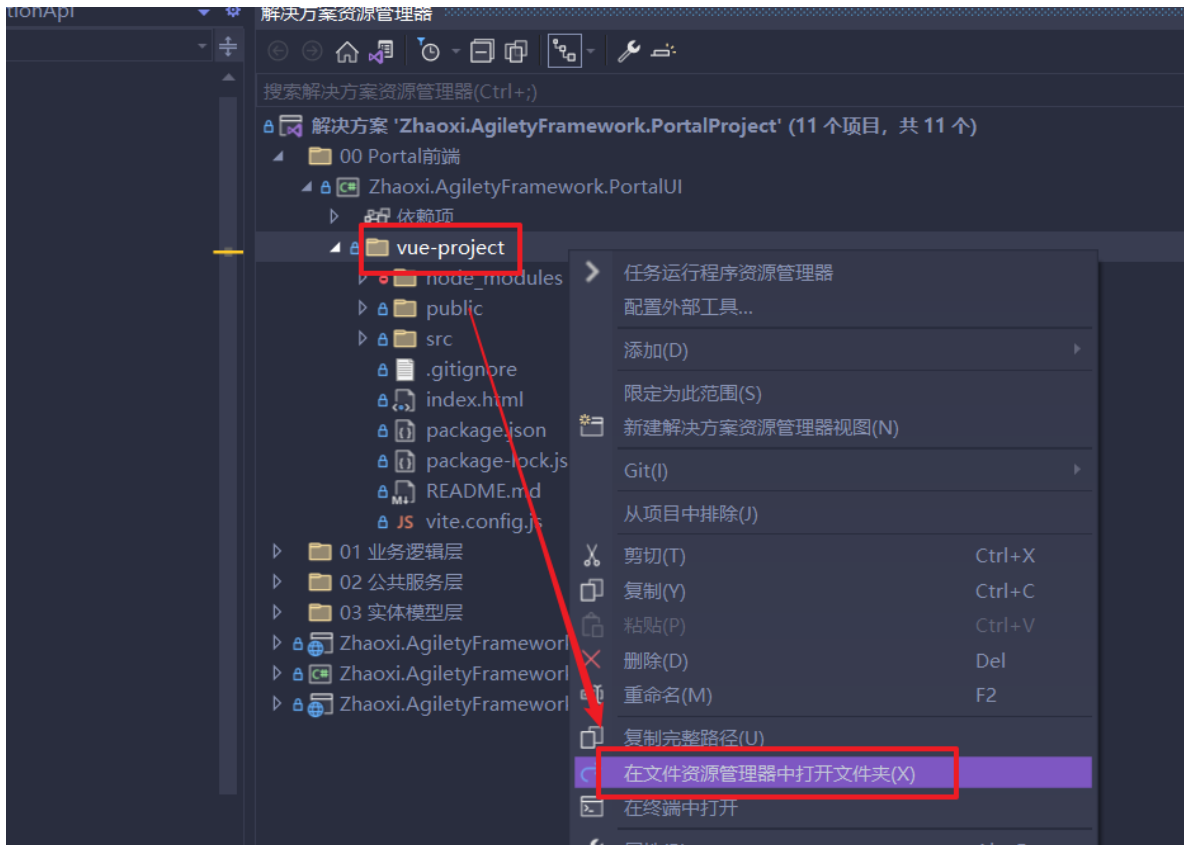 tionApi
解决方案资源管理器
搜索解决方案资源管理器(Ctrl+;)
解决方案 'Zhaoxi.AgiletyFramework.PortalProject' (11 个项目，共 11 个)
00 Portal前端
C# Zhaoxi.AgiletyFramework.PortalUI
依赖项
vue-project
node_modules
public
src
.gitignore
index.html
package.json
package-lock.js
README.md
JS vite.config.js
01 业务逻辑层
02 公共服务层
03 实体模型层
Zhaoxi.AgiletyFramework
C# Zhaoxi.AgiletyFramework
Zhaoxi.AgiletyFramework
任务运行程序资源管理器
配置外部工具...
添加(D)
限定为此范围(S)
新建解决方案资源管理器视图(N)
Git(I)
从项目中排除(J)
剪切(T) Ctrl+X
复制(Y) Ctrl+C
粘贴(P) Ctrl+V
删除(D) Del
重命名(M) F2
复制完整路径(U)
在文件资源管理器中打开文件夹(X)
在终端中打开